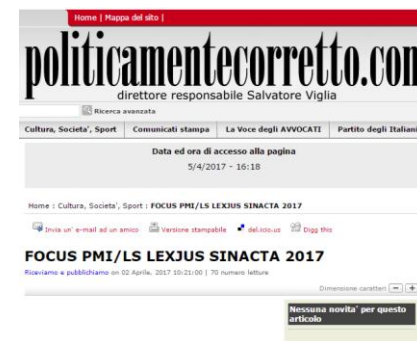 Home | Mappa del sito |
politicamentecorretto.com
direttore responsabile Salvatore Viglia
Ricerca avanzata
Cultura, Societa', Sport | Comunicati stampa | La Voce degli AVVOCATI | Partito degli Italiani
Data ed ora di accesso alla pagina
5/4/2017 - 16:18
Home : Cultura, Societa', Sport : FOCUS PMI/LS LEXJUS SINACTA 2017
Invia un' e-mail ad un amico Versione stampabile del.icio.us Digg this
FOCUS PMI/LS LEXJUS SINACTA 2017
Riceviamo e pubblichiamo on 02 Aprile, 2017 10:21:00 | 70 numero letture
Dimensione caratteri - +
Nessuna novita' per questo
articolo